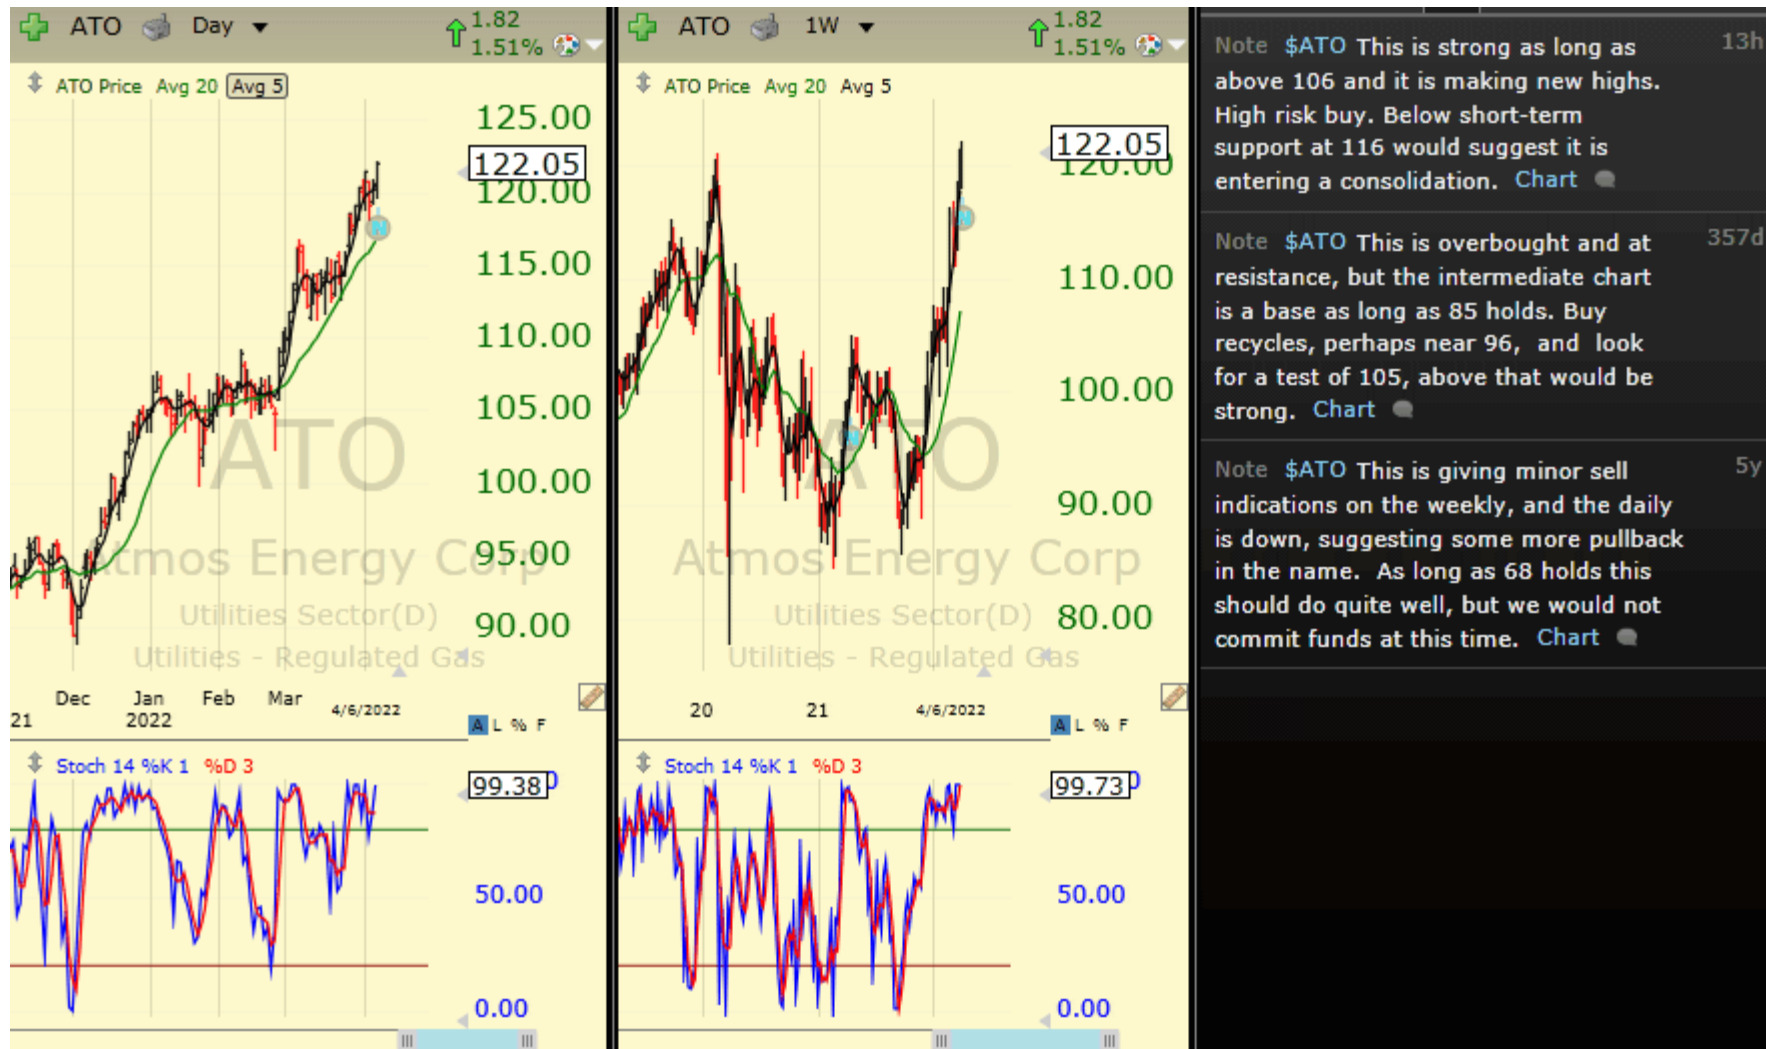 ATO Day 1.82
1.51%
ATO Price Avg 20 Avg 5
125.00
122.05
120.00
115.00
110.00
105.00
ATO
100.00
95.00
Atmos Energy Corp
Utilities Sector(D)
90.00
Utilities - Regulated Gas
Dec Jan Feb Mar 4/6/2022
21 2022
A L % F
Stoch 14 %K 1 %D 3
99.38
50.00
0.00
ATO 1W 1.82
1.51%
ATO Price Avg 20 Avg 5
122.05
120.00
110.00
100.00
ATO
90.00
Atmos Energy Corp
Utilities Sector(D)
80.00
Utilities - Regulated Gas
20 21 4/6/2022
A L % F
Stoch 14 %K 1 %D 3
99.73
50.00
0.00
Note $ATO This is strong as long as 13h
above 106 and it is making new highs.
High risk buy. Below short-term
support at 116 would suggest it is
entering a consolidation. Chart
Note $ATO This is overbought and at 357d
resistance, but the intermediate chart
is a base as long as 85 holds. Buy
recycles, perhaps near 96, and look
for a test of 105, above that would be
strong. Chart
Note $ATO This is giving minor sell 5y
indications on the weekly, and the daily
is down, suggesting some more pullback
in the name. As long as 68 holds this
should do quite well, but we would not
commit funds at this time. Chart